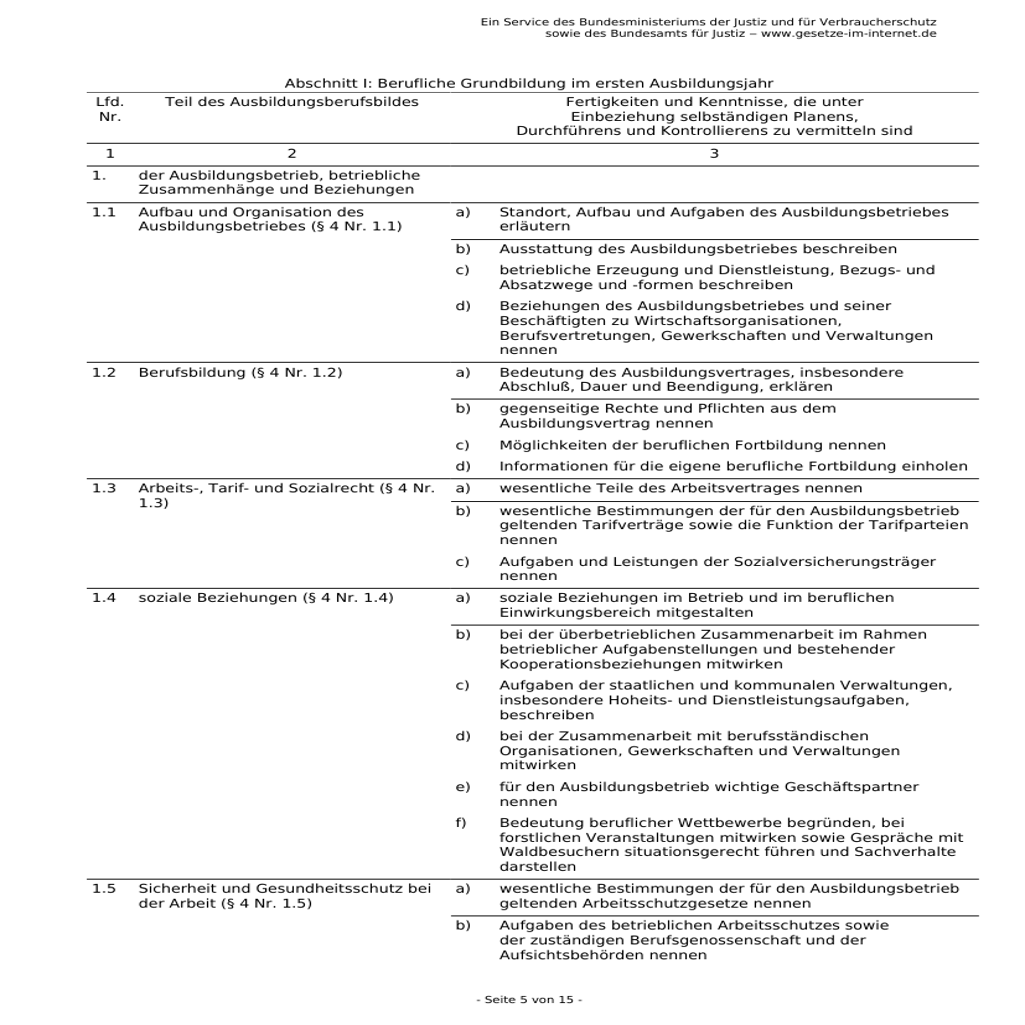 Ein Service des Bundesministeriums der Justiz und für Verbraucherschutz
sowie des Bundesamts für Justiz – www.gesetze-im-internet.de
Abschnitt I: Berufliche Grundbildung im ersten Ausbildungsjahr
Lfd. Nr.
Teil des Ausbildungsberufsbildes
Fertigkeiten und Kenntnisse, die unter
Einbeziehung selbständigen Planens,
Durchführens und Kontrollierens zu vermitteln sind
1 2 3
1. der Ausbildungsbetrieb, betriebliche
Zusammenhänge und Beziehungen
1.1 Aufbau und Organisation des
Ausbildungsbetriebes (§ 4 Nr. 1.1)
a) Standort, Aufbau und Aufgaben des Ausbildungsbetriebes
erläutern
b) Ausstattung des Ausbildungsbetriebes beschreiben
c) betriebliche Erzeugung und Dienstleistung, Bezugs- und
Absatzwege und -formen beschreiben
d) Beziehungen des Ausbildungsbetriebes und seiner
Beschäftigten zu Wirtschaftsorganisationen,
Berufsvertretungen, Gewerkschaften und Verwaltungen
nennen
1.2 Berufsbildung (§ 4 Nr. 1.2)
a) Bedeutung des Ausbildungsvertrages, insbesondere
Abschluß, Dauer und Beendigung, erklären
b) gegenseitige Rechte und Pflichten aus dem
Ausbildungsvertrag nennen
c) Möglichkeiten der beruflichen Fortbildung nennen
d) Informationen für die eigene berufliche Fortbildung einholen
1.3 Arbeits-, Tarif- und Sozialrecht (§ 4 Nr.
1.3)
a) wesentliche Teile des Arbeitsvertrages nennen
b) wesentliche Bestimmungen der für den Ausbildungsbetrieb
geltenden Tarifverträge sowie die Funktion der Tarifparteien
nennen
c) Aufgaben und Leistungen der Sozialversicherungsträger
nennen
1.4 soziale Beziehungen (§ 4 Nr. 1.4)
a) soziale Beziehungen im Betrieb und im beruflichen
Einwirkungsbereich mitgestalten
b) bei der überbetrieblichen Zusammenarbeit im Rahmen
betrieblicher Aufgabenstellungen und bestehender
Kooperationsbeziehungen mitwirken
c) Aufgaben der staatlichen und kommunalen Verwaltungen,
insbesondere Hoheits- und Dienstleistungsaufgaben,
beschreiben
d) bei der Zusammenarbeit mit berufsständischen
Organisationen, Gewerkschaften und Verwaltungen
mitwirken
e) für den Ausbildungsbetrieb wichtige Geschäftspartner
nennen
f) Bedeutung beruflicher Wettbewerbe begründen, bei
forstlichen Veranstaltungen mitwirken sowie Gespräche mit
Waldbesuchern situationsgerecht führen und Sachverhalte
darstellen
1.5 Sicherheit und Gesundheitsschutz bei
der Arbeit (§ 4 Nr. 1.5)
a) wesentliche Bestimmungen der für den Ausbildungsbetrieb
geltenden Arbeitsschutzgesetze nennen
b) Aufgaben des betrieblichen Arbeitsschutzes sowie
der zuständigen Berufsgenossenschaft und der
Aufsichtsbehörden nennen
- Seite 5 von 15 -